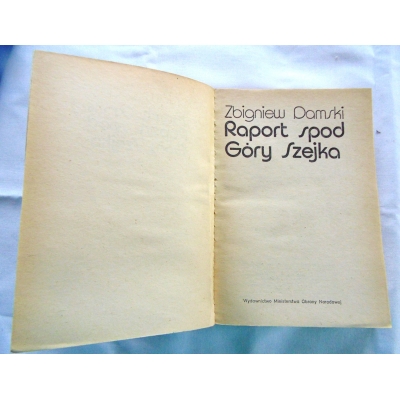 Zbigniew Damski
Raport spod
Góry Szejka
Wydawnictwo Ministerstwa Obrony Narodowej